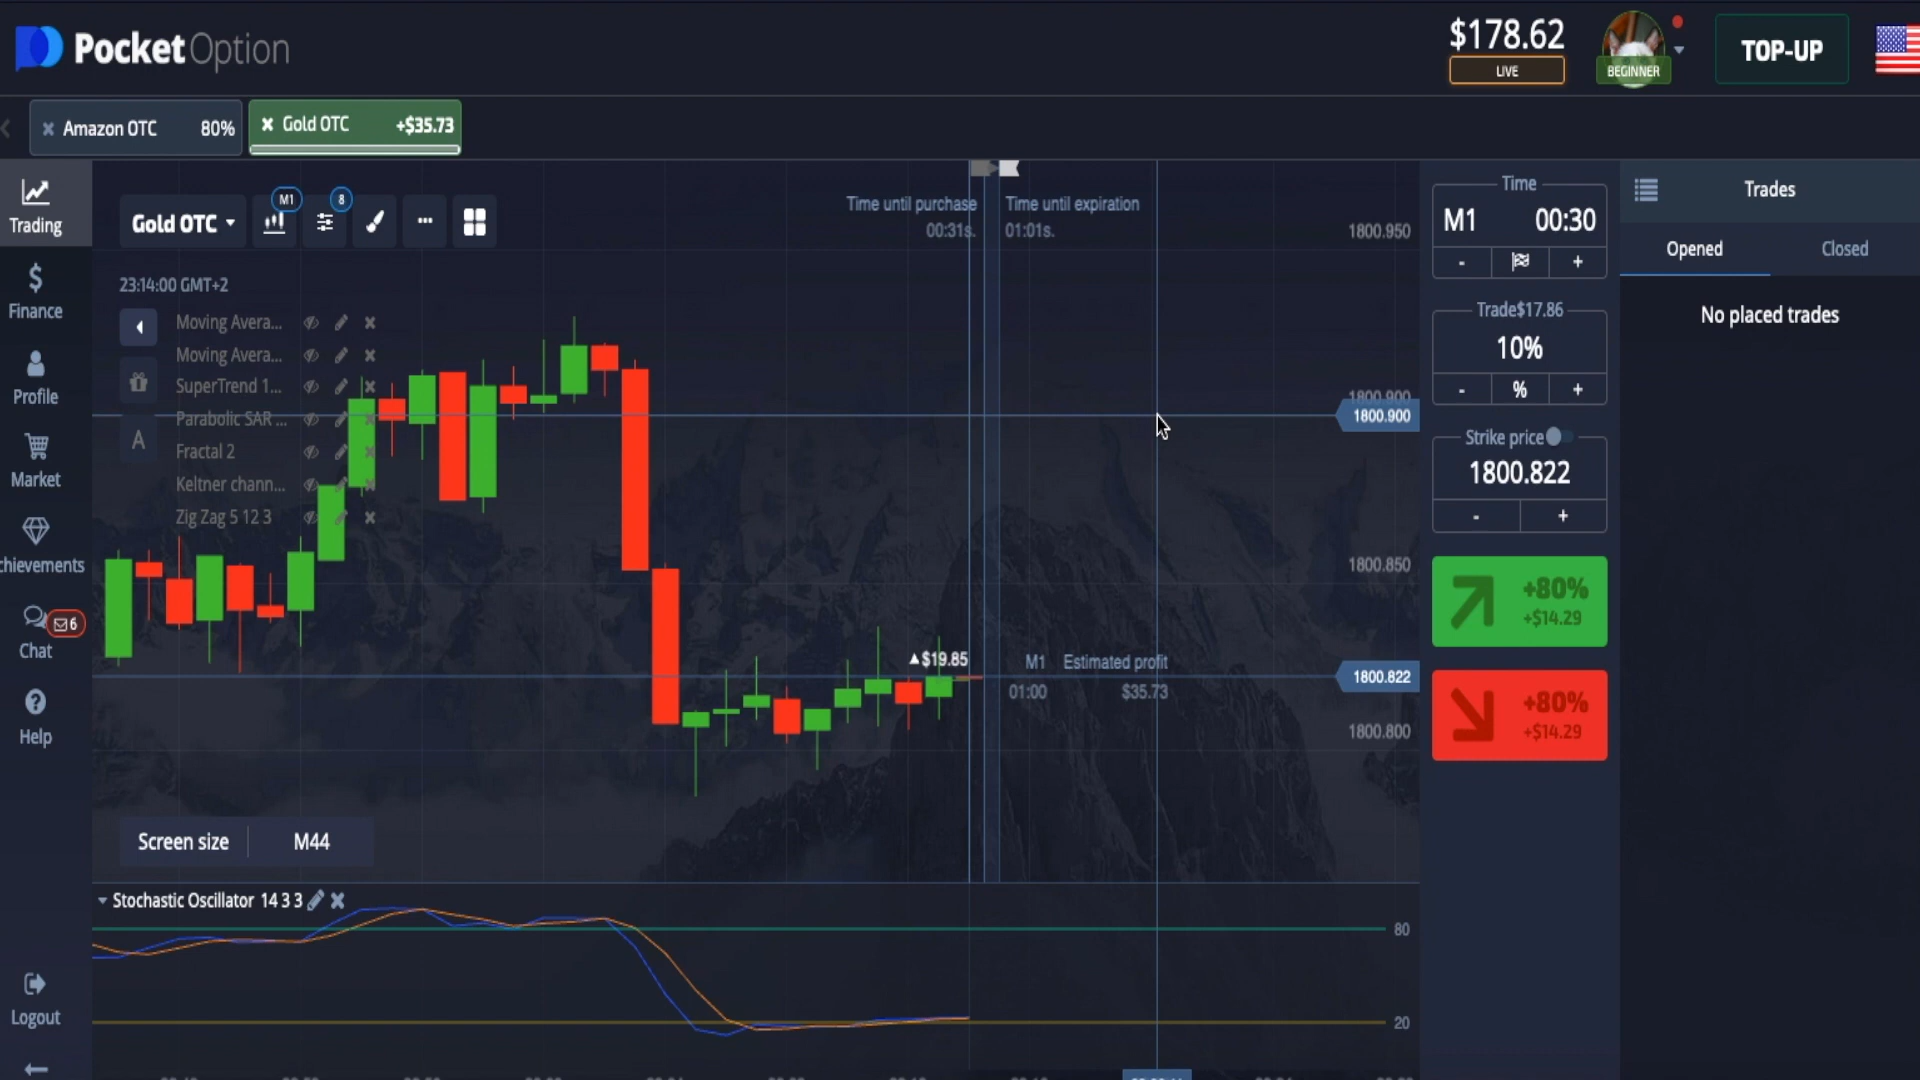 PocketOption
$178.62
LIVE
BEGINNER
TOP-UP
Amazon OTC 80%
Gold OTC +$35.73
Trading
Finance
Profile
Market
chievements
6
Chat
Help
Logout
Gold OTC
M1
8
23:14:00 GMT+2
Moving Avera...
Moving Avera...
SuperTrend 1...
Parabolic SAR ...
Fractal 2
Keltner chann...
Zig Zag 5 12 3
A
Time until purchase
00:31s.
Time until expiration
01:01s.
1800.950
1800.900
1800.900
1800.850
1800.822
1800.800
$19.85
M1 Estimated profit
01:00 $35.73
Screen size M44
Stochastic Oscillator 14 3 3
80
20
Time
M1 00:30
- +
Trade$17.86
10%
- % +
Strike price
1800.822
- +
+80%
+$14.29
+80%
+$14.29
Trades
Opened Closed
No placed trades